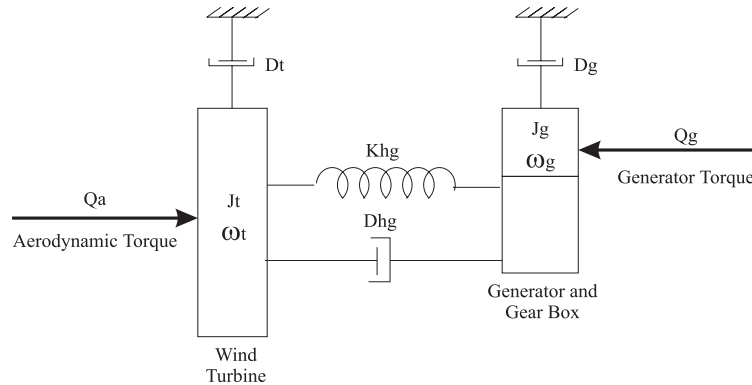 Dt
Dg
Jg
ωg
Qg
Generator Torque
Khg
Qa
Aerodynamic Torque
Jt
ωt
Dhg
Generator and
Gear Box
Wind
Turbine